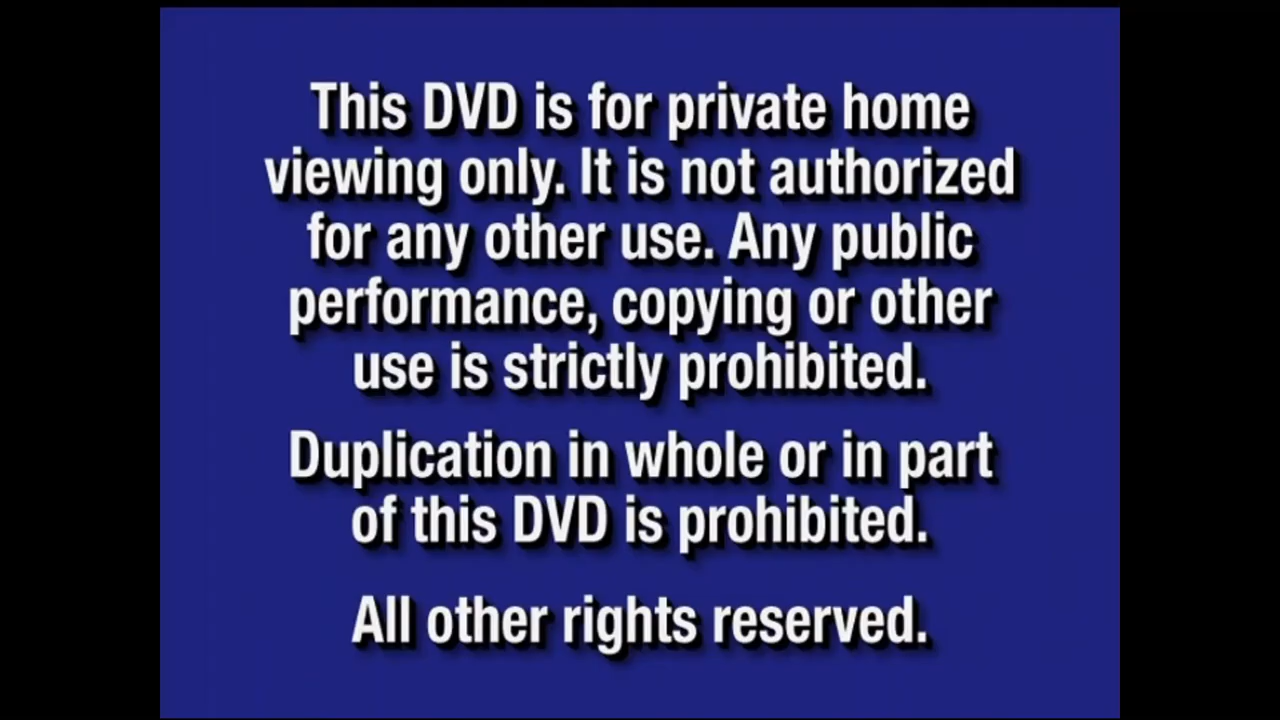 This DVD is for private home
viewing only. It is not authorized
for any other use. Any public
performance, copying or other
use is strictly prohibited.
Duplication in whole or in part
of this DVD is prohibited.
All other rights reserved.